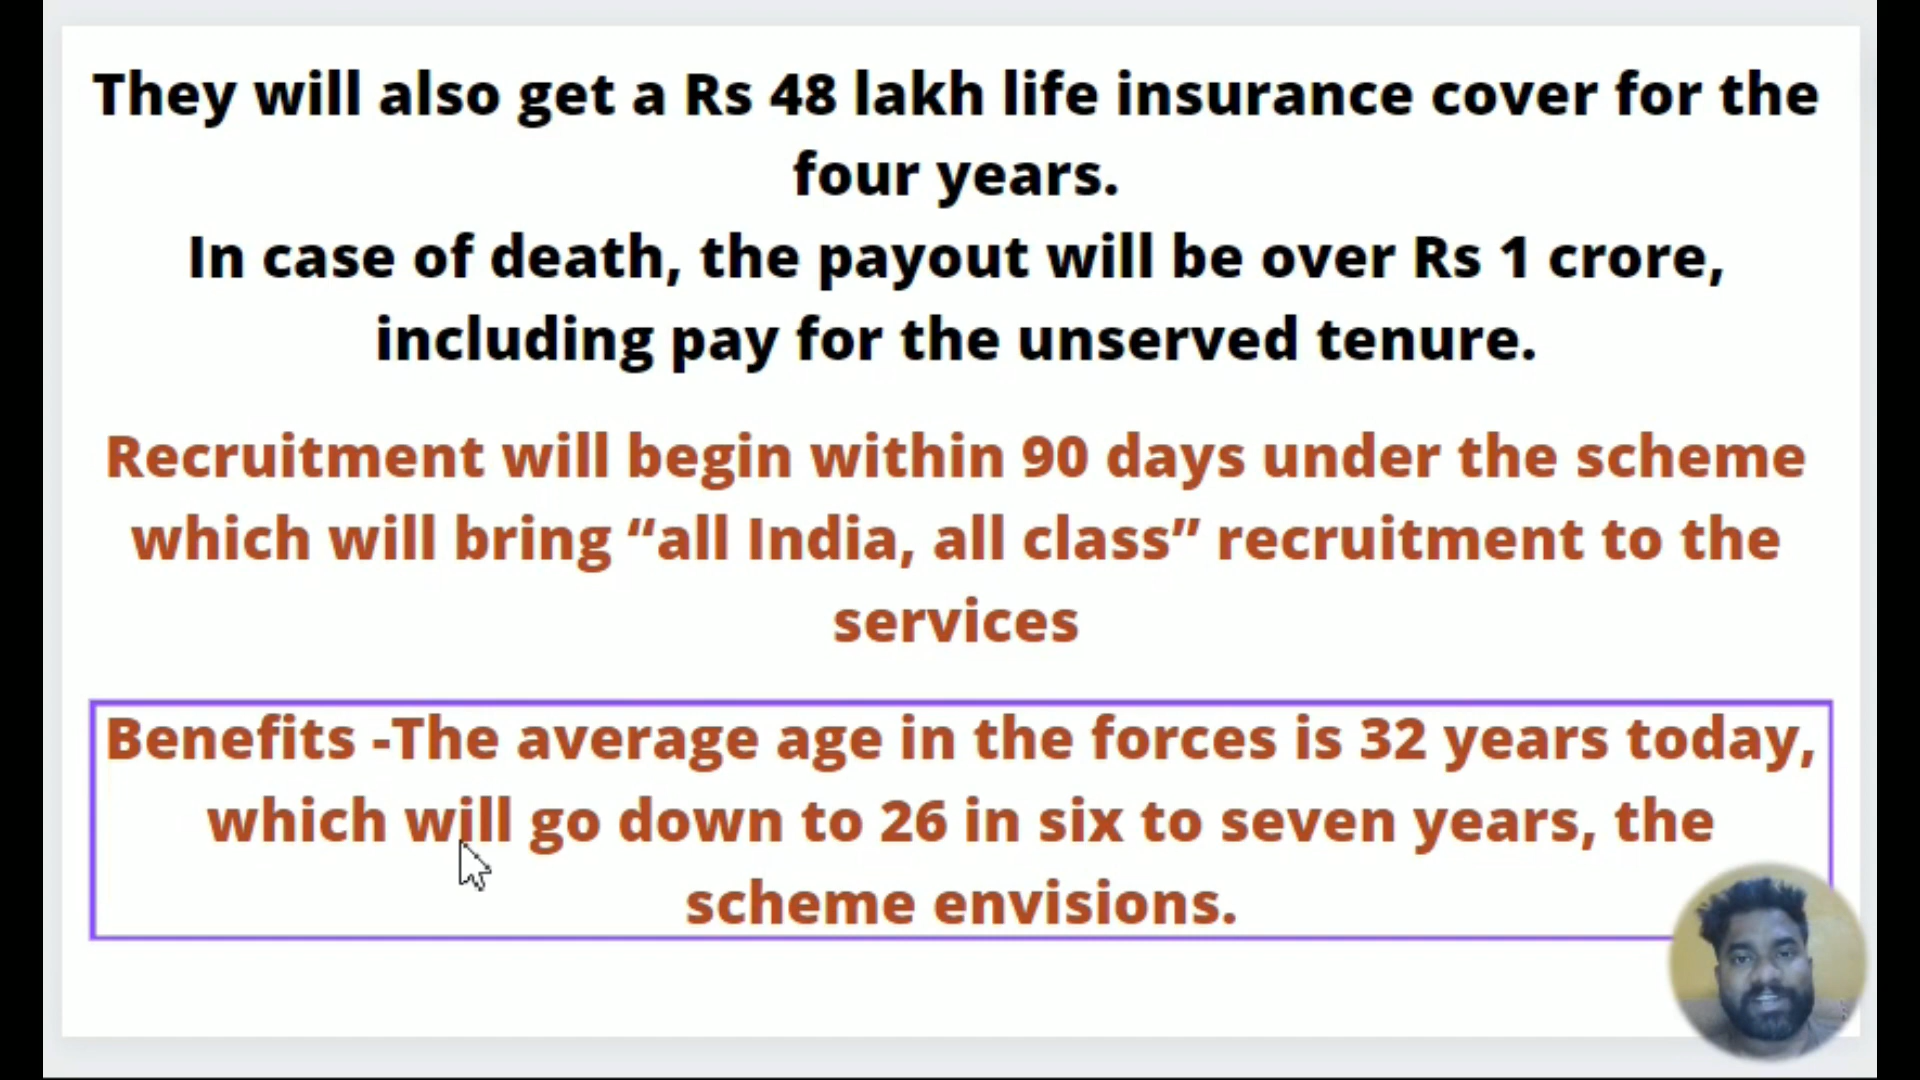 They will also get a Rs 48 lakh life insurance cover for the
four years.
In case of death, the payout will be over Rs 1 crore,
including pay for the unserved tenure.
Recruitment will begin within 90 days under the scheme
which will bring “all India, all class” recruitment to the
services
Benefits -The average age in the forces is 32 years today,
which will go down to 26 in six to seven years, the
scheme envisions.